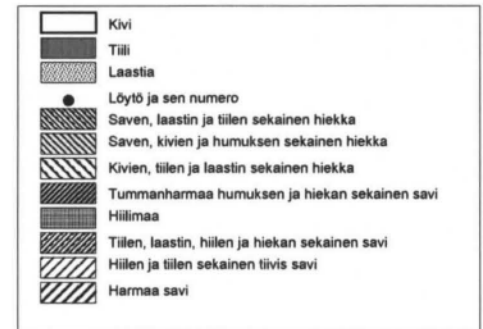 Kivi
Tiili
Laastia
Löytö ja sen numero
Saven, laastin ja tiilen sekainen hiekka
Saven, kivien ja humuksen sekainen hiekka
Kivien, tiilen ja laastin sekainen hiekka
Tummanharmaa humuksen ja hiekan sekainen savi
Hiilimaa
Tiilen, laastin, hiilen ja hiekan sekainen savi
Hiilen ja tiilen sekainen tiivis savi
Harmaa savi